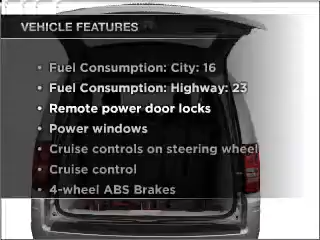 VEHICLE FEATURES
• Fuel Consumption: City: 16
• Fuel Consumption: Highway: 23
• Remote power door locks
• Power windows
• Cruise controls on steering wheel
• Cruise control
• 4-wheel ABS Brakes